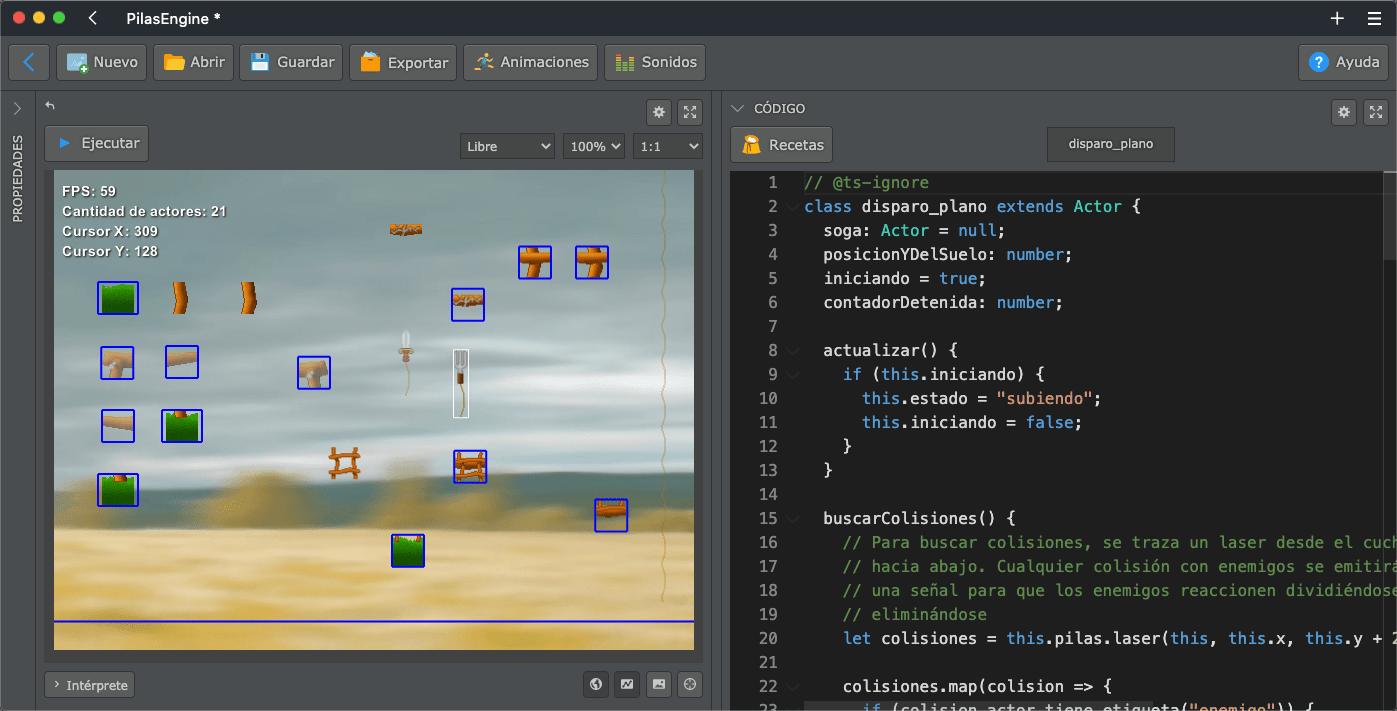 PilasEngine *
Nuevo
Abrir
Guardar
Exportar
Animaciones
Sonidos
Ayuda
PROPIEDADES
Ejecutar
Libre
100%
1:1
FPS: 59
Cantidad de actores: 21
Cursor X: 309
Cursor Y: 128
Intérprete
CÓDIGO
Recetas
disparo_plano
1 // @ts-ignore
2 class disparo_plano extends Actor {
3 soga: Actor = null;
4 posicionYDelSuelo: number;
5 iniciando = true;
6 contadorDetenida: number;
7
8 actualizar() {
9 if (this.iniciando) {
10 this.estado = "subiendo";
11 this.iniciando = false;
12 }
13 }
14
15 buscarColisiones() {
16 // Para buscar colisiones, se traza un laser desde el cuch
17 // hacia abajo. Cualquier colisión con enemigos se emitirá
18 // una señal para que los enemigos reaccionen dividiéndose
19 // eliminándose
20 let colisiones = this.pilas.laser(this, this.x, this.y + 2
21
22 colisiones.map(colision => {
23 if (colision.actor.tiene_etiqueta("enemigo")) {